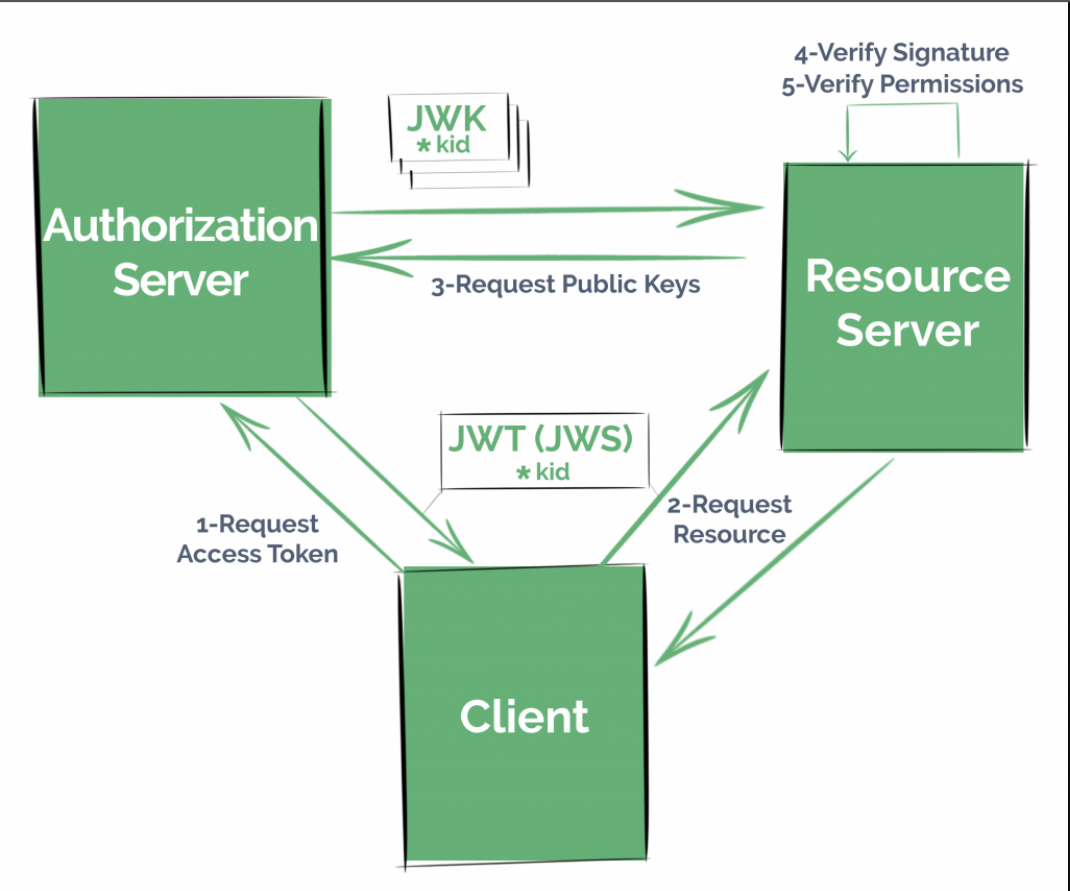 4-Verify Signature
5-Verify Permissions
JWK
* kid
Authorization
Server
3-Request Public Keys
Resource
Server
JWT (JWS)
* kid
1-Request
Access Token
2-Request
Resource
Client